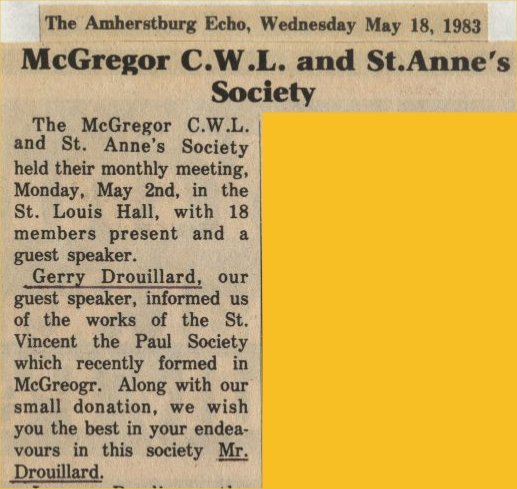 The Amherstburg Echo, Wednesday May 18, 1983
McGregor C.W.L. and St.Anne's
Society
The McGregor C.W.L.
and St. Anne's Society
held their monthly meeting,
Monday, May 2nd, in the
St. Louis Hall, with 18
members present and a
guest speaker.
Gerry Drouillard, our
guest speaker, informed us
of the works of the St.
Vincent the Paul Society
which recently formed in
McGreogr. Along with our
small donation, we wish
you the best in your endea-
vours in this society Mr.
Drouillard.